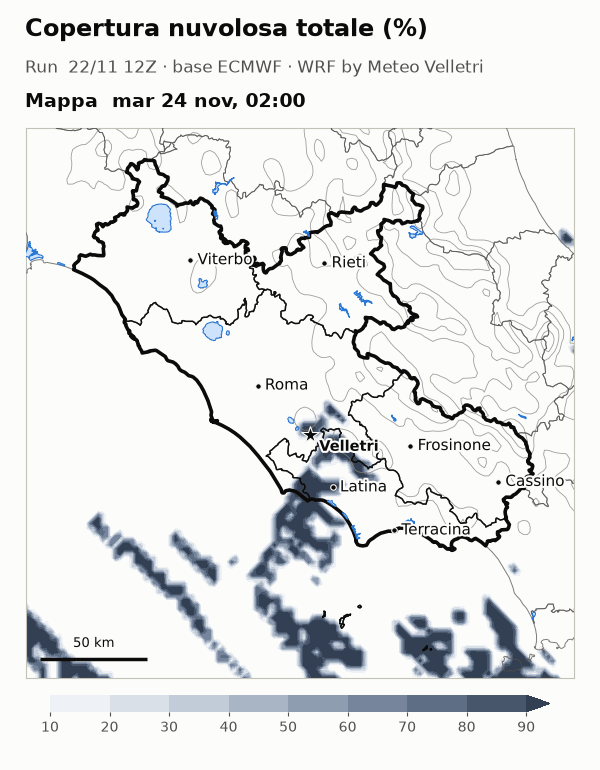 Copertura nuvolosa totale (%)
Run  22/11 12Z · base ECMWF · WRF by Meteo Velletri
Mappa  mar 24 nov, 02:00
Viterbo
Rieti
Roma
Velletri
Frosinone
Cassino
Latina
Terracina
50 km
10 20 30 40 50 60 70 80 90